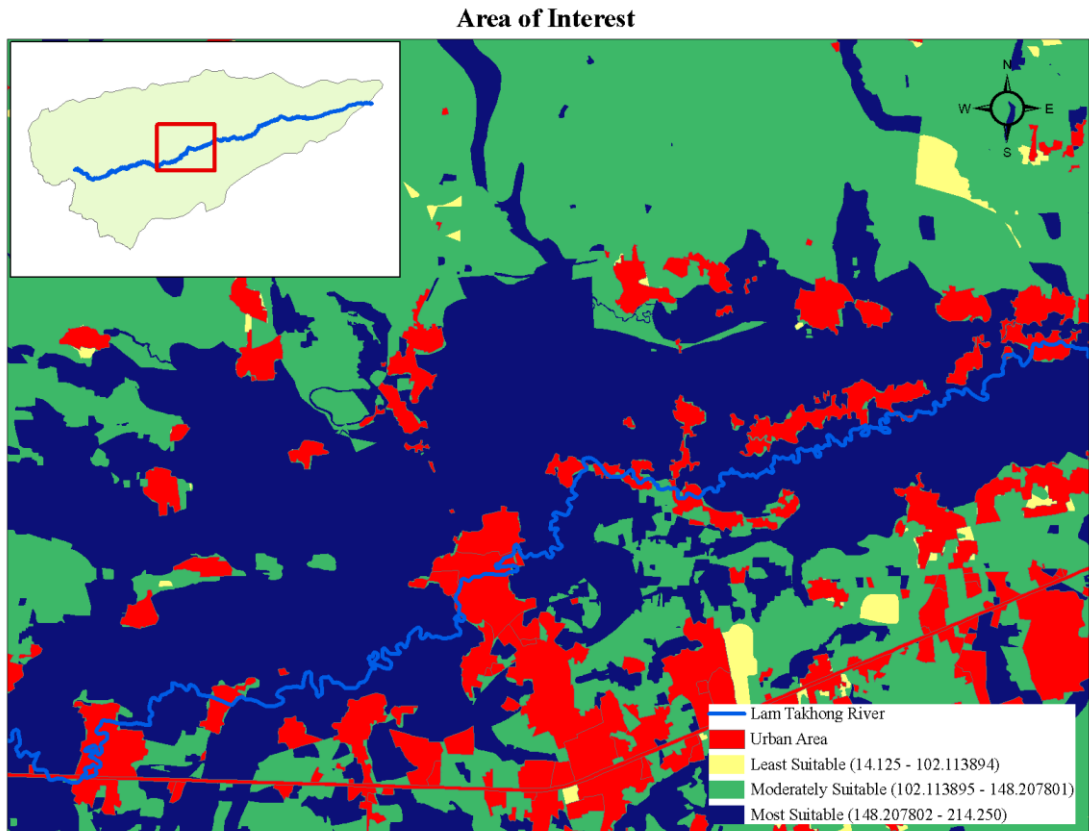 Area of Interest
N
W E
S
Lam Takhong River
Urban Area
Least Suitable (14.125 - 102.113894)
Moderately Suitable (102.113895 - 148.207801)
Most Suitable (148.207802 - 214.250)